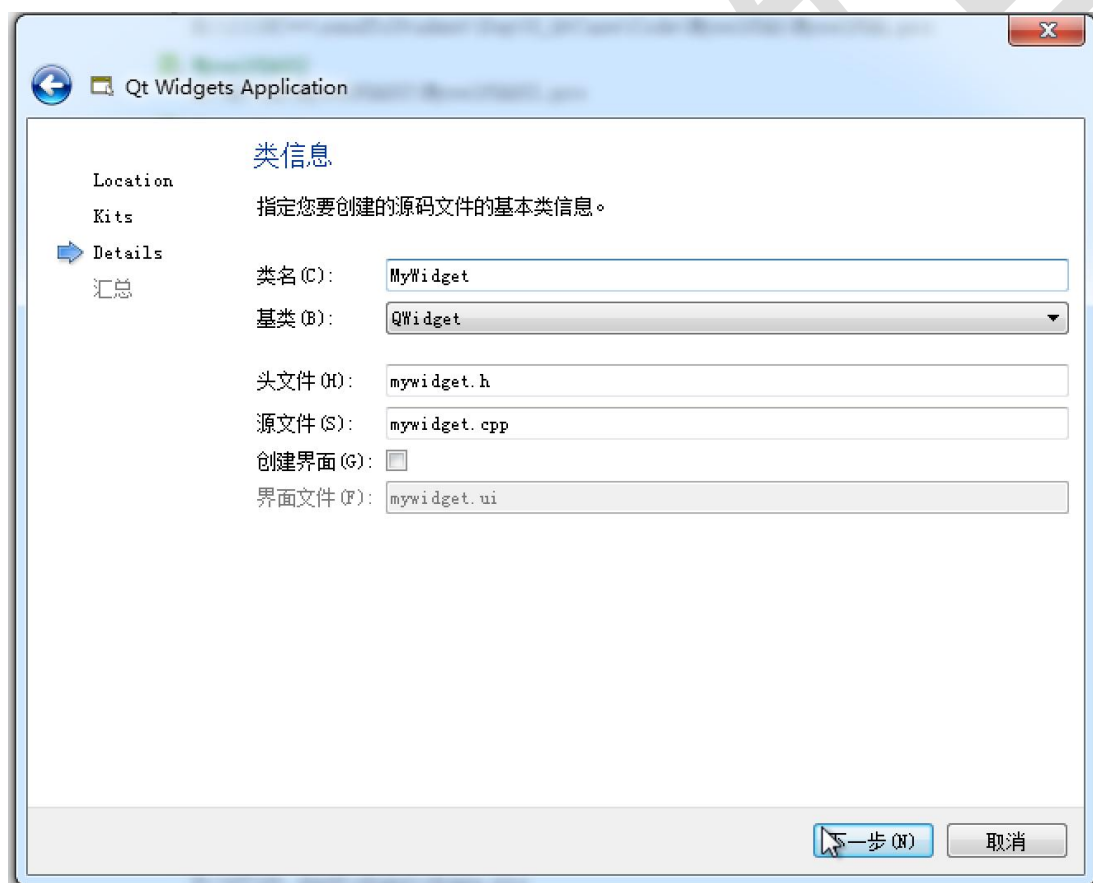 Qt Widgets Application
Location
Kits
Details
汇总
类信息
指定您要创建的源码文件的基本类信息。
类名(C): MyWidget
基类(B): QWidget
头文件(H): mywidget.h
源文件(S): mywidget.cpp
创建界面(G):
界面文件(F): mywidget.ui
下一步(N) 取消